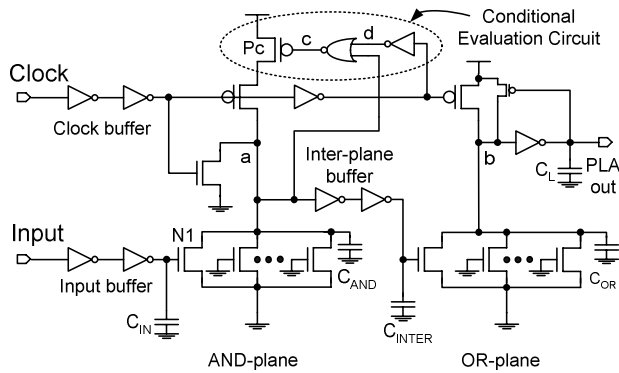 Conditional
Evaluation Circuit
Pc
c
d
Clock
Clock buffer
a
Inter-plane
buffer
b
CL
PLA
out
Input
N1
Input buffer
CIN
CAND
CINTER
COR
AND-plane
OR-plane